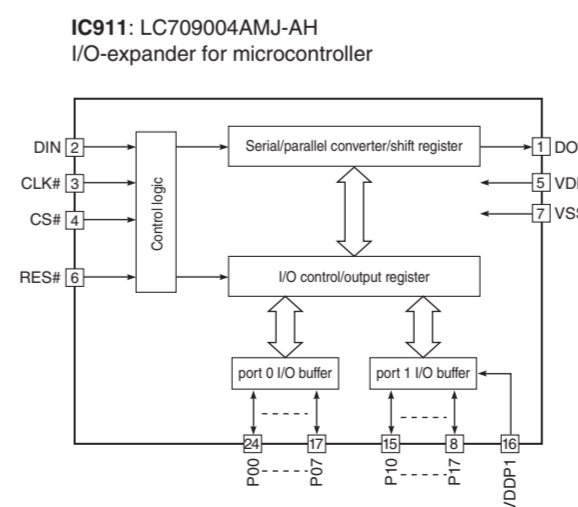 IC911: LC709004AMJ-AH
I/O-expander for microcontroller
DIN 2
CLK# 3
CS# 4
RES# 6
Control logic
Serial/parallel converter/shift register
I/O control/output register
port 0 I/O buffer
port 1 I/O buffer
1 DO
5 VD
7 VSS
24 17 15 8 16
P00 P07 P10 P17 VDDP1